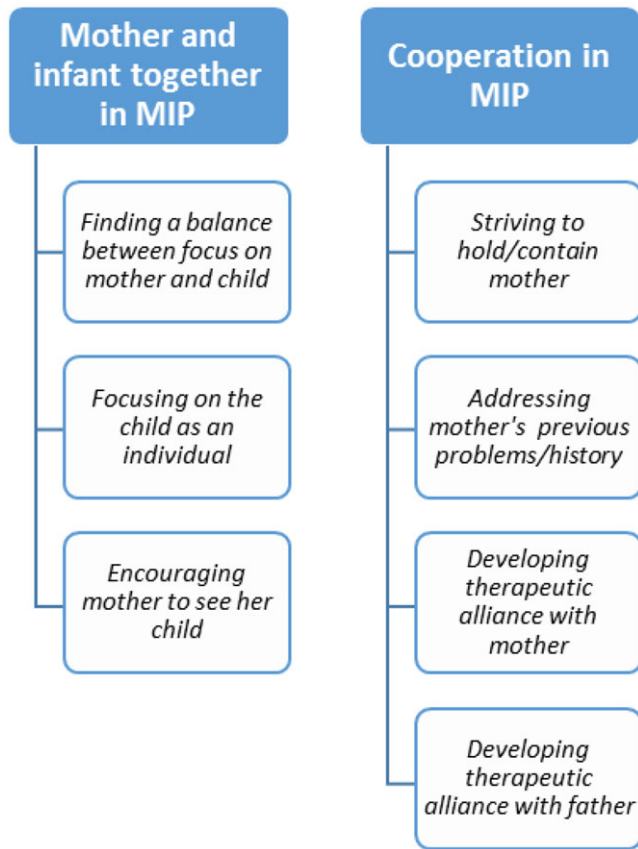 Mother and
infant together
in MIP
Finding a balance
between focus on
mother and child
Focusing on the
child as an
individual
Encouraging
mother to see her
child
Cooperation in
MIP
Striving to
hold/contain
mother
Addressing
mother's previous
problems/history
Developing
therapeutic
alliance with
mother
Developing
therapeutic
alliance with father